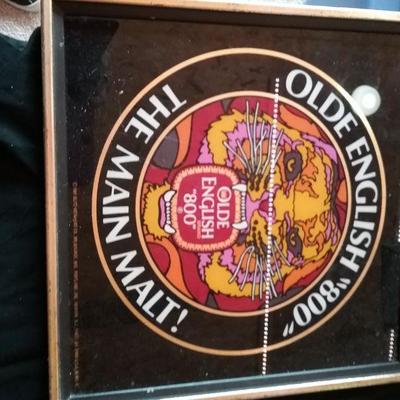 OLDE ENGLISH "800"
OLDE
ENGLISH
"800"
THE MAIN MALT!